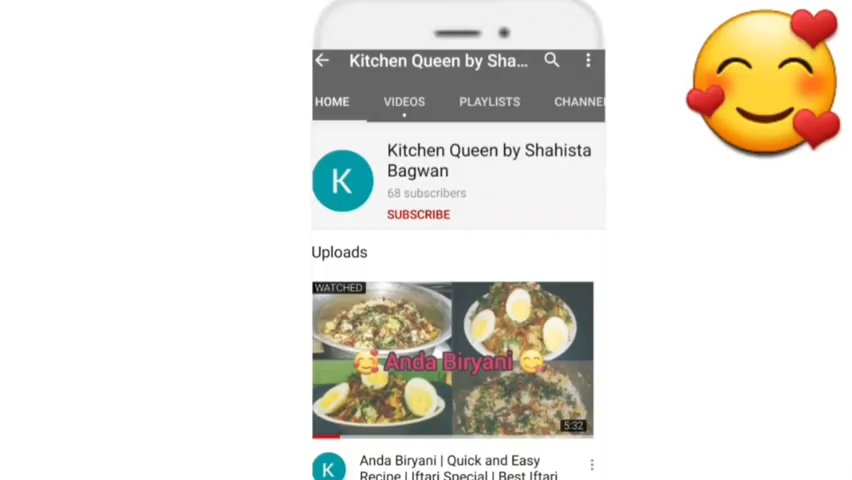 Kitchen Queen by Sha...
HOME VIDEOS PLAYLISTS CHANNE
Kitchen Queen by Shahista
Bagwan
K
68 subscribers
SUBSCRIBE
Uploads
WATCHED
🥰 Anda Biryani 🥰
5:32
K
Anda Biryani | Quick and Easy
Recipe | Iftari Special | Best Iftari